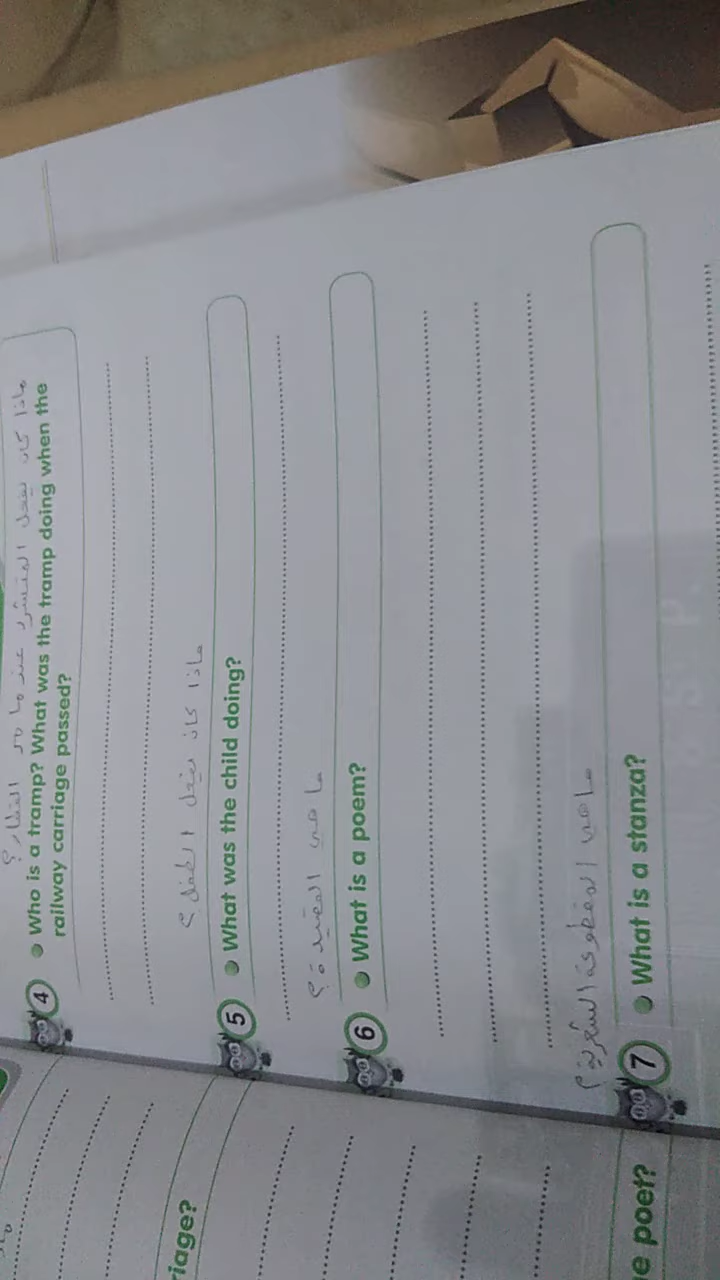 ماذا كان يفعل المتشرد عندما مر القطار؟
4 Who is a tramp? What was the tramp doing when the
railway carriage passed?
ماذا كان يفعل الطفل؟
5 What was the child doing?
ما هي القصيدة؟
6 What is a poem?
ما هي المقطوعة الشعرية؟
7 What is a stanza?
riage?
e poet?